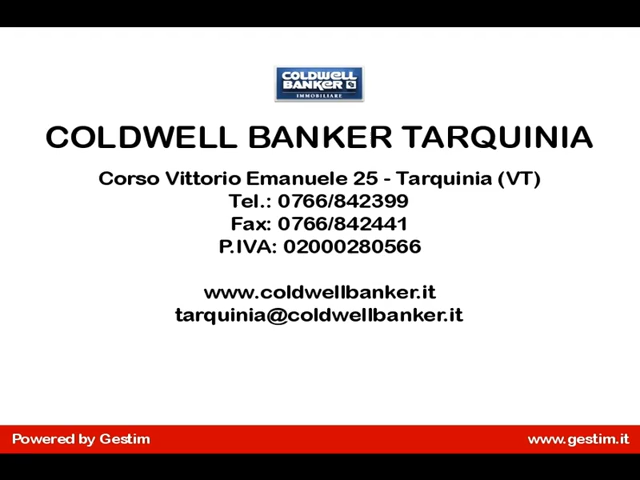 COLDWELL
BANKER
IMMOBILIARE
COLDWELL BANKER TARQUINIA
Corso Vittorio Emanuele 25 - Tarquinia (VT)
Tel.: 0766/842399
Fax: 0766/842441
P.IVA: 02000280566
www.coldwellbanker.it
tarquinia@coldwellbanker.it
Powered by Gestim
www.gestim.it